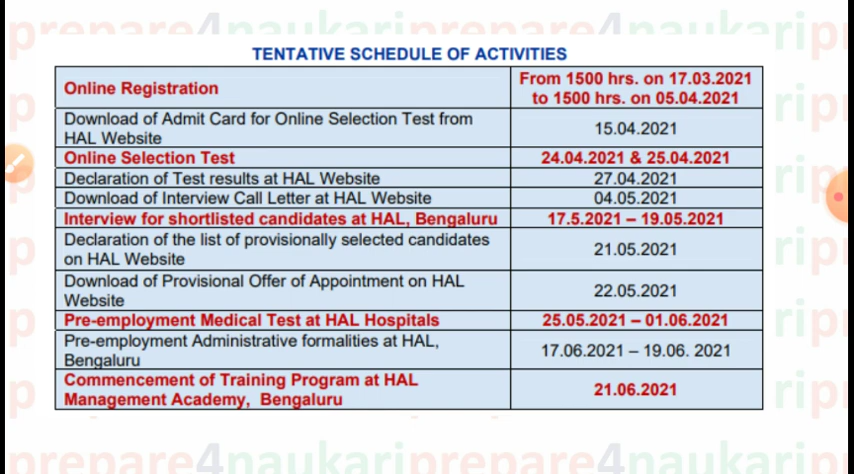 prepare4naukariprepare4naukaripr
TENTATIVE SCHEDULE OF ACTIVITIES
Online Registration
From 1500 hrs. on 17.03.2021
to 1500 hrs. on 05.04.2021
Download of Admit Card for Online Selection Test from
HAL Website
15.04.2021
Online Selection Test
24.04.2021 & 25.04.2021
Declaration of Test results at HAL Website
27.04.2021
Download of Interview Call Letter at HAL Website
04.05.2021
Interview for shortlisted candidates at HAL, Bengaluru
17.5.2021 – 19.05.2021
Declaration of the list of provisionally selected candidates
on HAL Website
21.05.2021
Download of Provisional Offer of Appointment on HAL
Website
22.05.2021
Pre-employment Medical Test at HAL Hospitals
25.05.2021 – 01.06.2021
Pre-employment Administrative formalities at HAL,
Bengaluru
17.06.2021 – 19.06. 2021
Commencement of Training Program at HAL
Management Academy,  Bengaluru
21.06.2021
prepare4naukariprepare4naukaripr